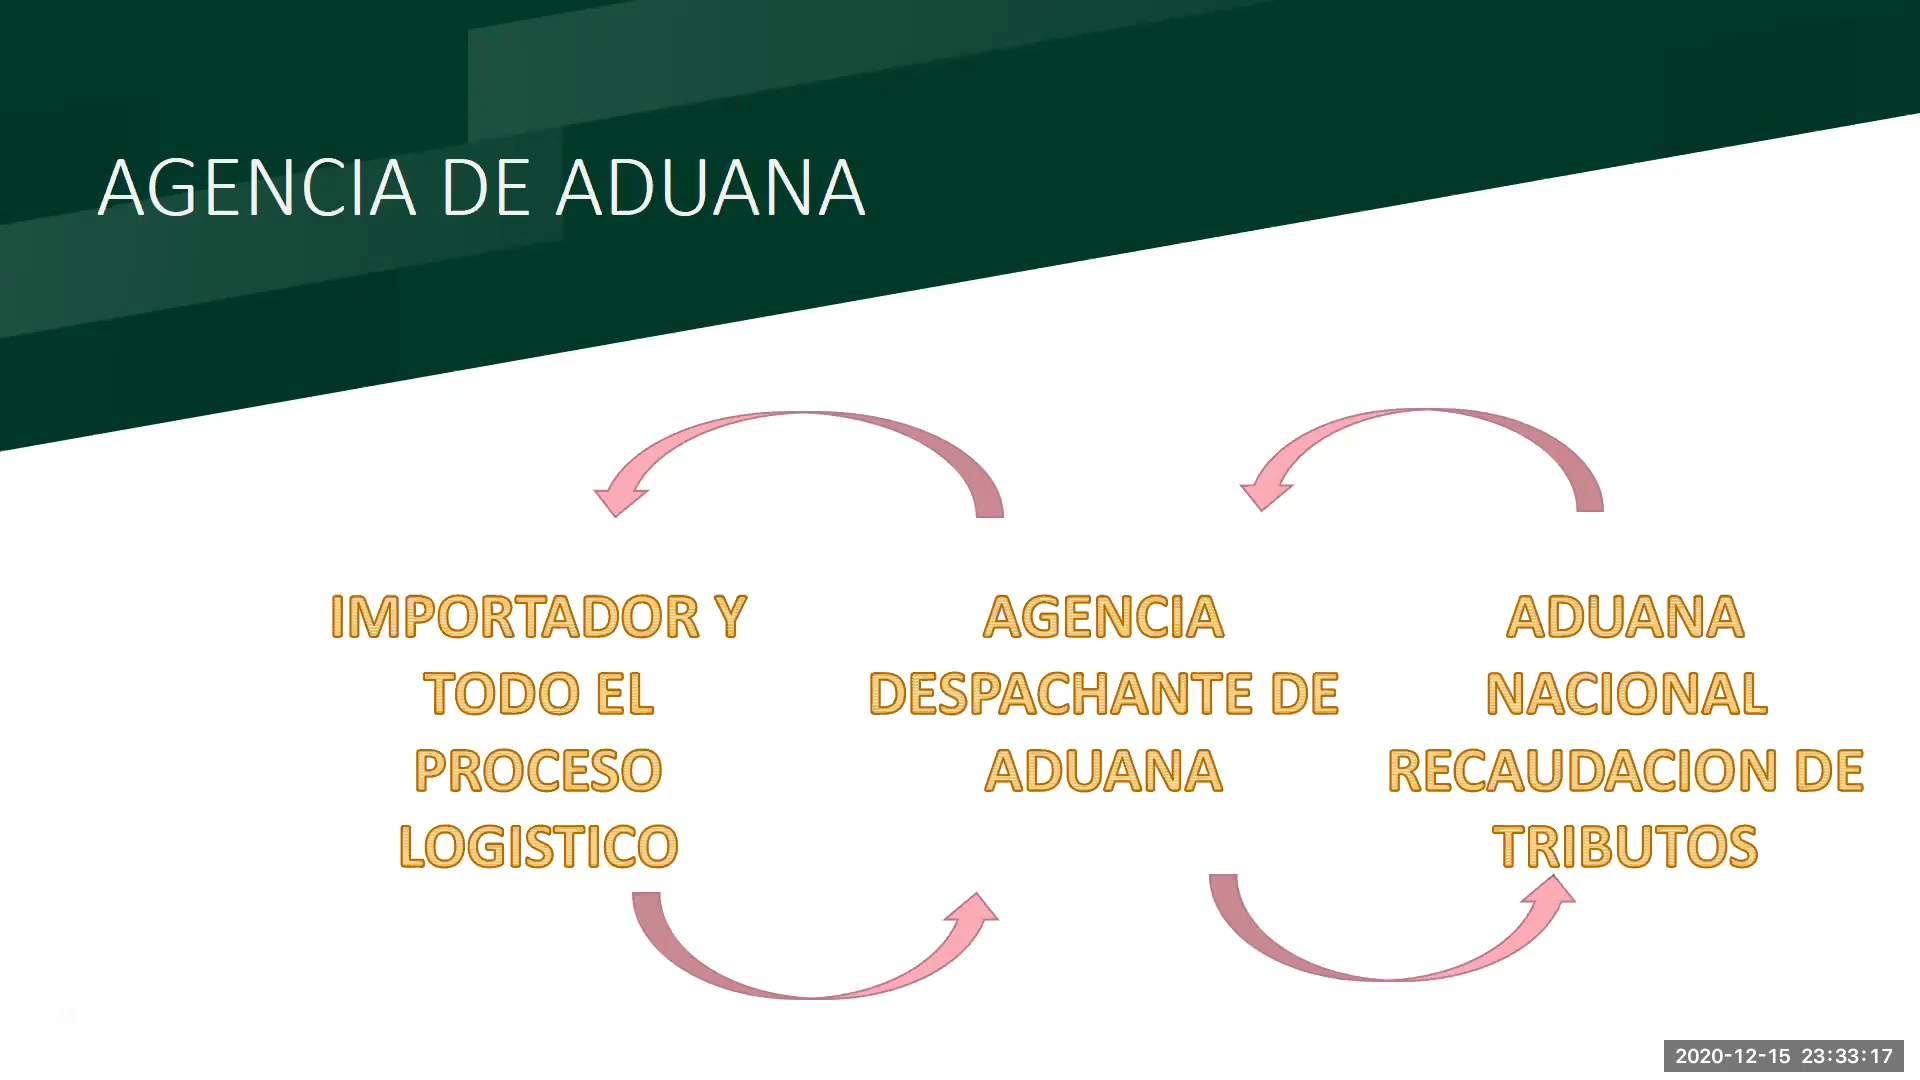 AGENCIA DE ADUANA
IMPORTADOR Y
TODO EL
PROCESO
LOGISTICO
AGENCIA
DESPACHANTE DE
ADUANA
ADUANA
NACIONAL
RECAUDACION DE
TRIBUTOS
2020-12-15 23:33:17